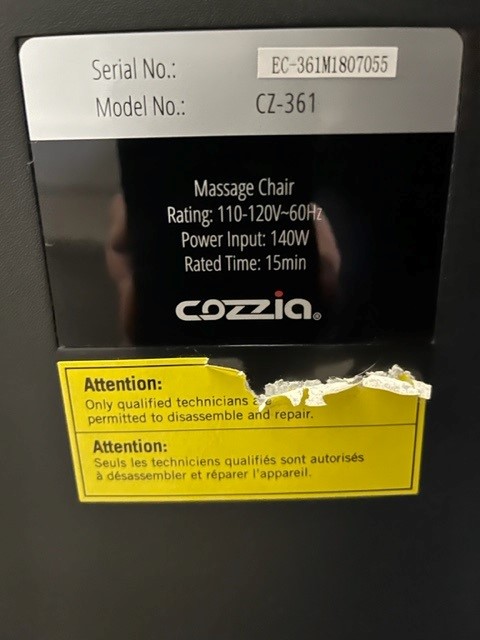 Serial No.: EC-361M1807055
Model No.: CZ-361
Massage Chair
Rating: 110-120V~60Hz
Power Input: 140W
Rated Time: 15min
cozzia®
Attention:
Only qualified technicians
permitted to disassemble and repair.
Attention:
Seuls les techniciens qualifiés sont autorisés
à désassembler et réparer l'appareil.